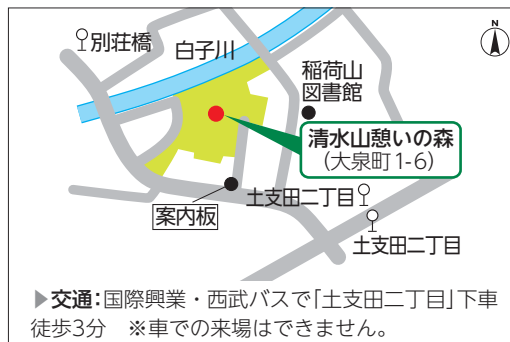 N
別荘橋
白子川
稲荷山
図書館
清水山憩いの森
(大泉町1-6)
土支田二丁目
案内板
土支田二丁目
▶交通:国際興業・西武バスで「土支田二丁目」下車
徒歩3分 ※車での来場はできません。